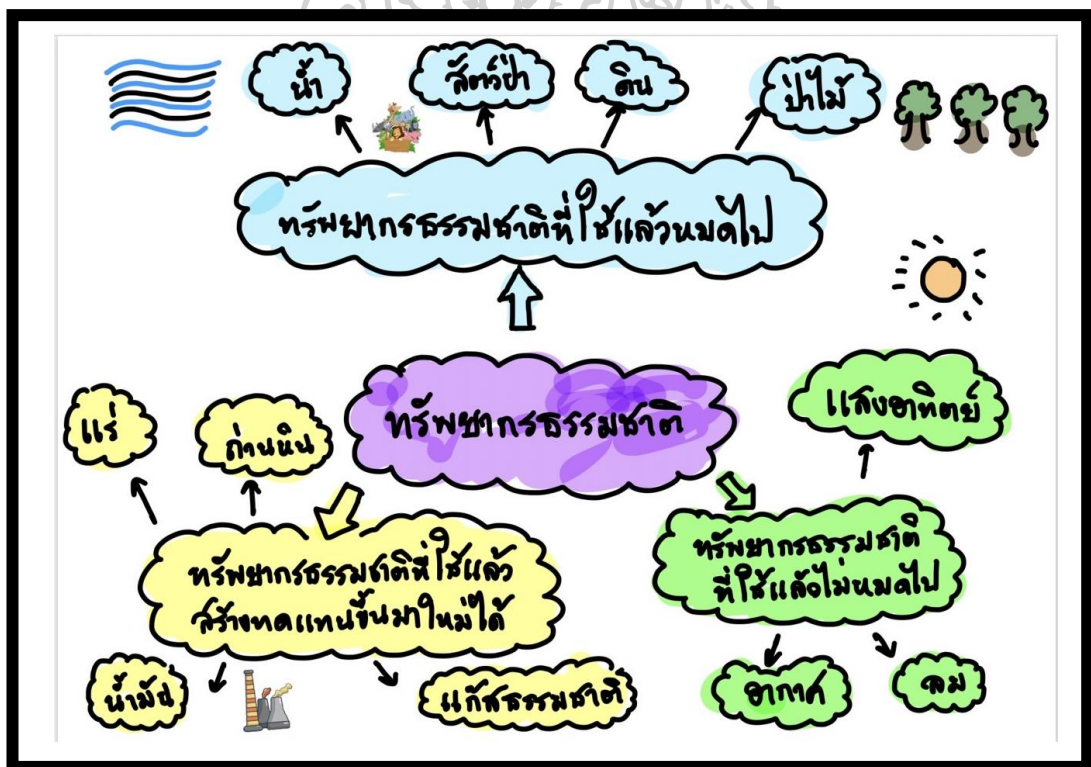 น้ำ
สัตว์ป่า
ดิน
ป่าไม้
ทรัพยากรธรรมชาติที่ใช้แล้วหมดไป
ทรัพยากรธรรมชาติ
แร่
ถ่านหิน
ทรัพยากรธรรมชาติที่ใช้แล้ว
สร้างทดแทนขึ้นมาใหม่ได้
น้ำมัน
แก๊สธรรมชาติ
แสงอาทิตย์
ทรัพยากรธรรมชาติ
ที่ใช้แล้วไม่หมดไป
อากาศ
ลม